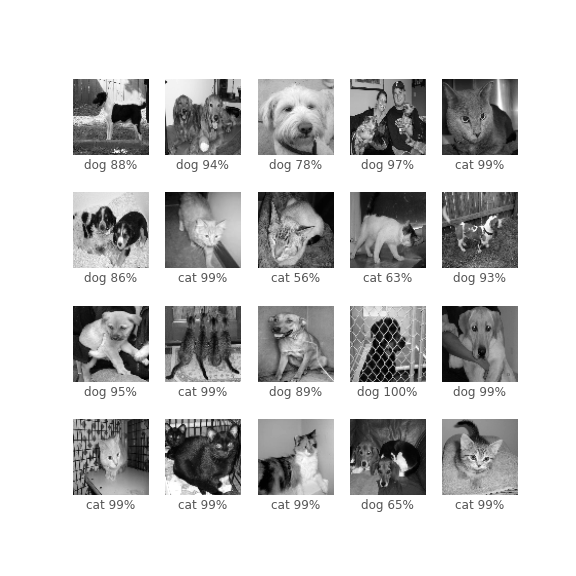 dog 88% dog 94% dog 78% dog 97% cat 99%
dog 86% cat 99% cat 56% cat 63% dog 93%
dog 95% cat 99% dog 89% dog 100% dog 99%
cat 99% cat 99% cat 99% dog 65% cat 99%